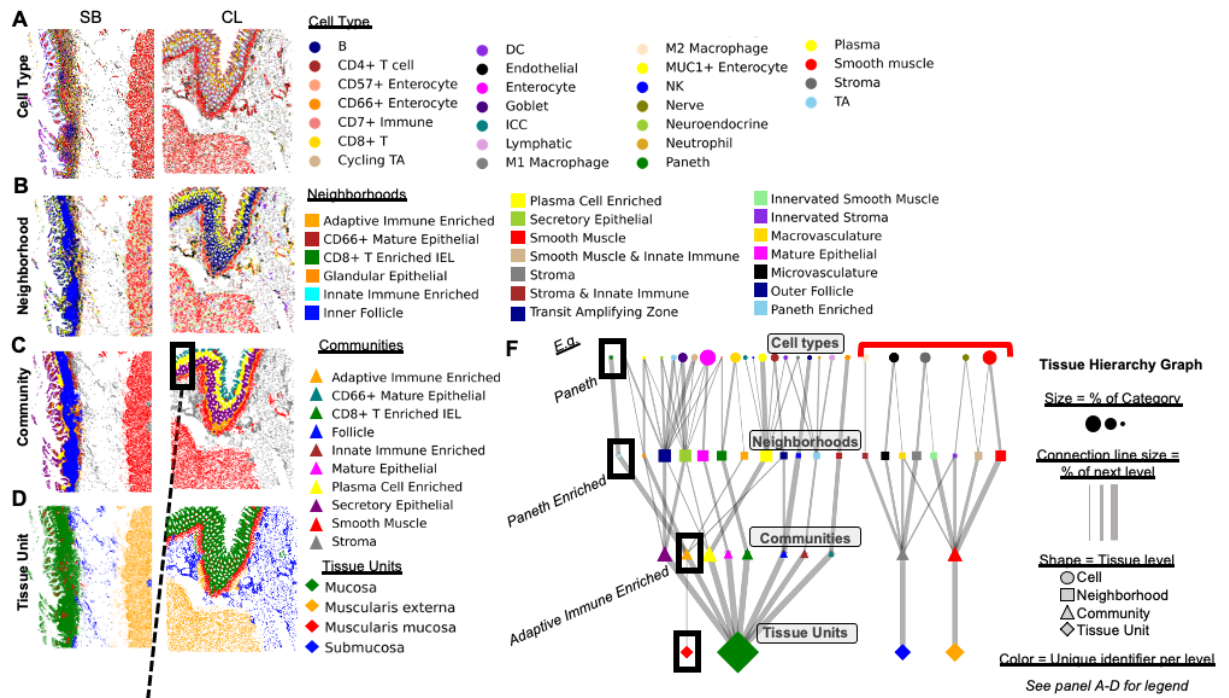 A
SB
CL
Cell Type
Cell Type
B
CD4+ T cell
CD57+ Enterocyte
CD66+ Enterocyte
CD7+ Immune
CD8+ T
Cycling TA
DC
Endothelial
Enterocyte
Goblet
ICC
Lymphatic
M1 Macrophage
M2 Macrophage
MUC1+ Enterocyte
NK
Nerve
Neuroendocrine
Neutrophil
Paneth
Plasma
Smooth muscle
Stroma
TA
B
Neighborhood
Neighborhoods
Adaptive Immune Enriched
CD66+ Mature Epithelial
CD8+ T Enriched IEL
Glandular Epithelial
Innate Immune Enriched
Inner Follicle
Plasma Cell Enriched
Secretory Epithelial
Smooth Muscle
Smooth Muscle & Innate Immune
Stroma
Stroma & Innate Immune
Transit Amplifying Zone
Innervated Smooth Muscle
Innervated Stroma
Macrovasculature
Mature Epithelial
Microvasculature
Outer Follicle
Paneth Enriched
C
Community
Communities
Adaptive Immune Enriched
CD66+ Mature Epithelial
CD8+ T Enriched IEL
Follicle
Innate Immune Enriched
Mature Epithelial
Plasma Cell Enriched
Secretory Epithelial
Smooth Muscle
Stroma
D
Tissue Unit
Tissue Units
Mucosa
Muscularis externa
Muscularis mucosa
Submucosa
F
E.g.
Cell types
Paneth
Neighborhoods
Paneth Enriched
Communities
Adaptive Immune Enriched
Tissue Units
Tissue Hierarchy Graph
Size = % of Category
Connection line size =
% of next level
Shape = Tissue level
Cell
Neighborhood
Community
Tissue Unit
Color = Unique identifier per level
See panel A-D for legend